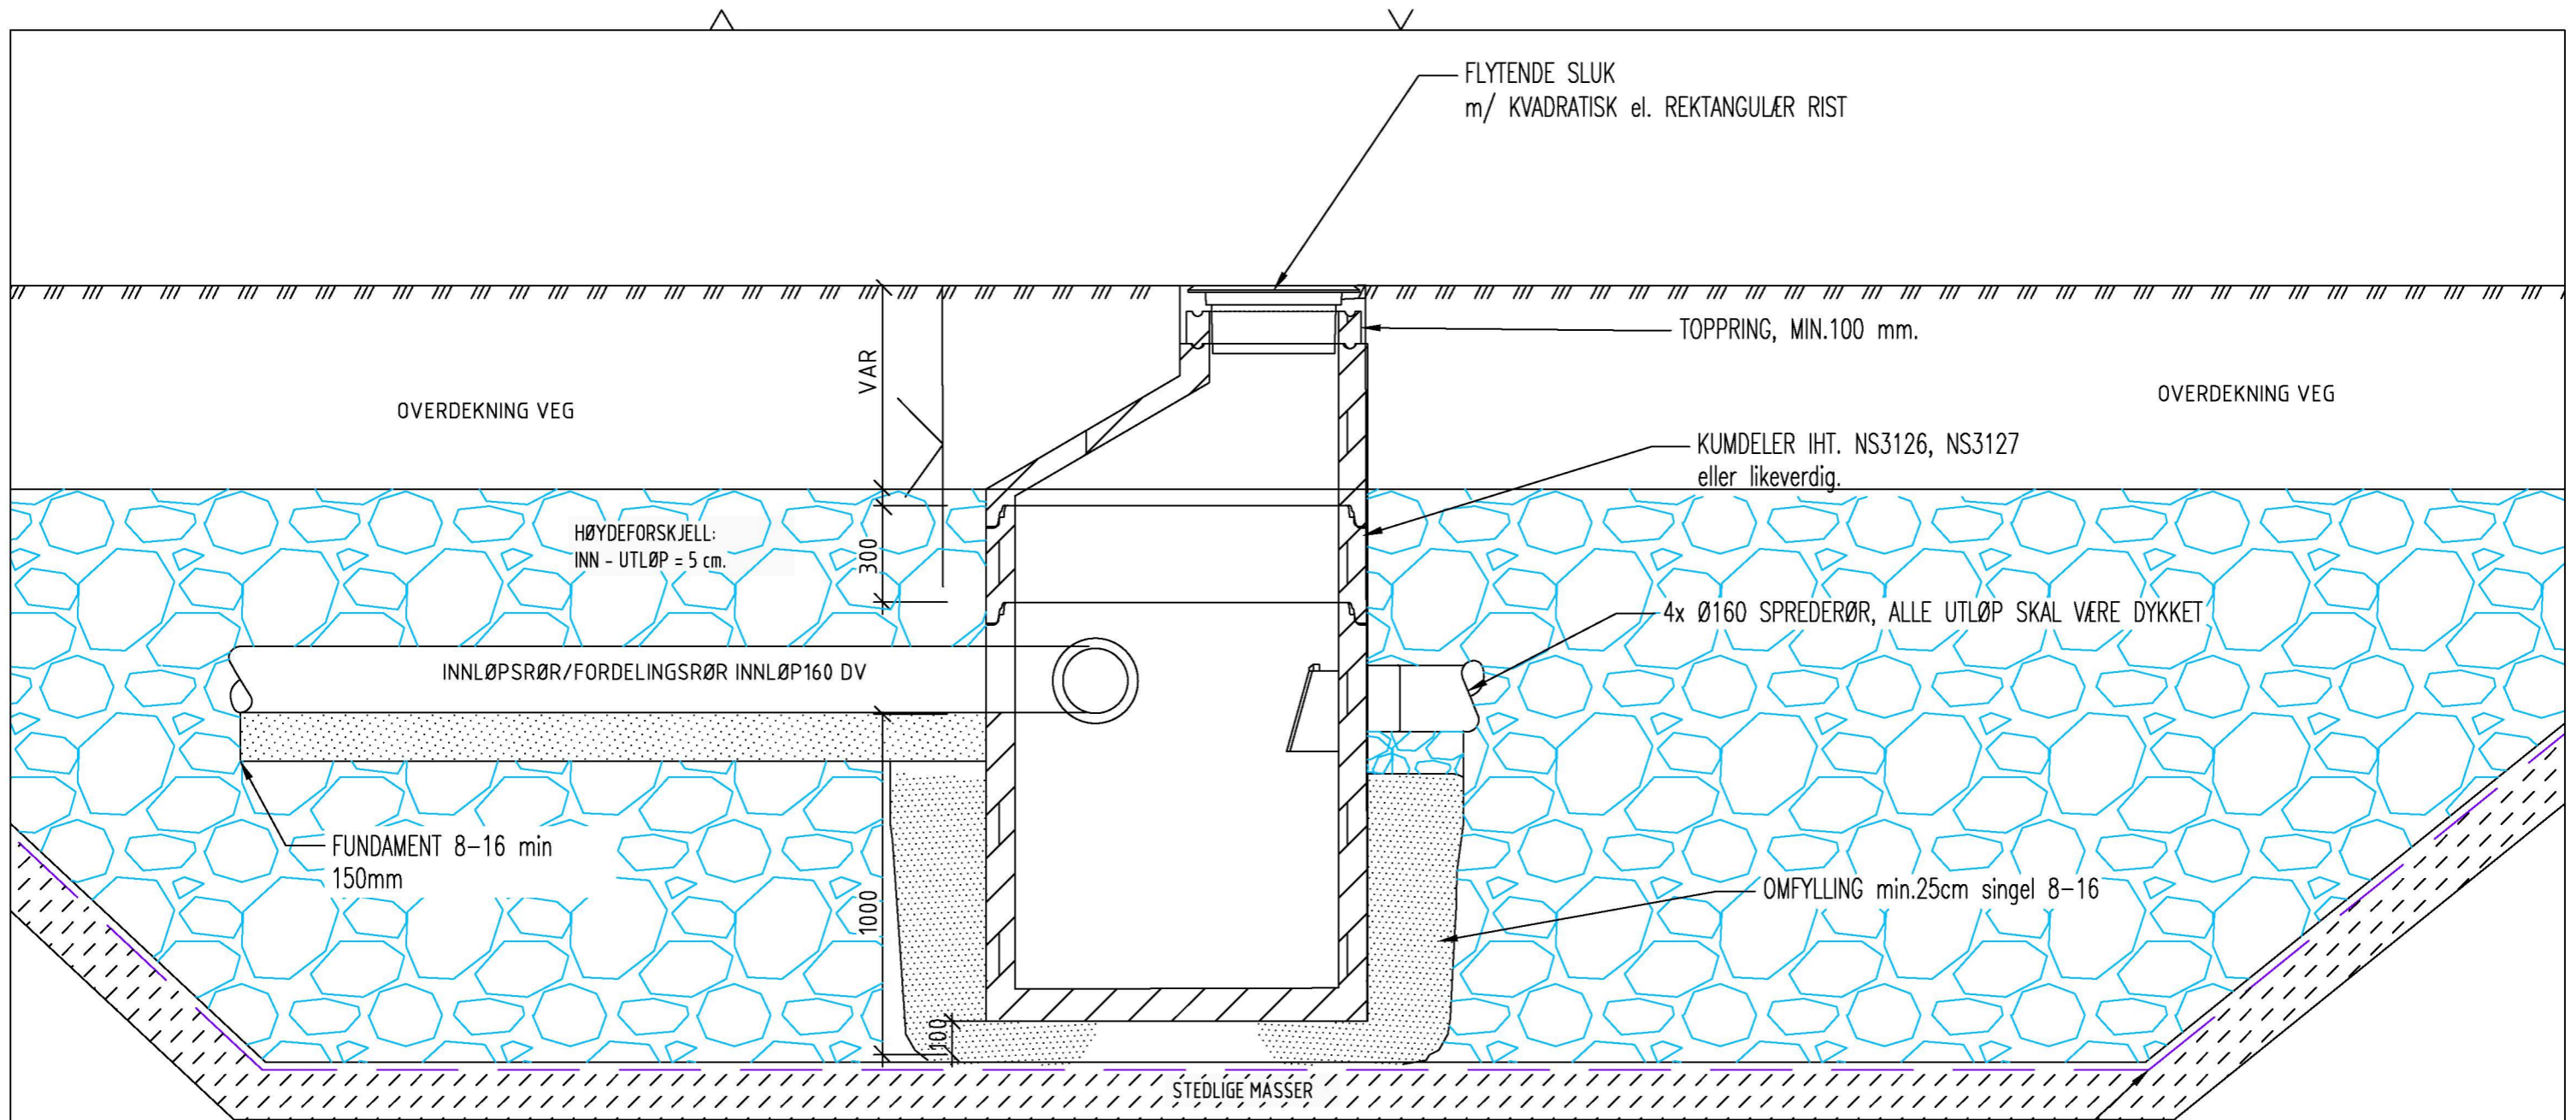 FLYTENDE SLUK
m/ KVADRATISK el. REKTANGULÆR RIST
TOPPRING, MIN.100 mm.
VAR
OVERDEKNING VEG
OVERDEKNING VEG
KUMDELER IHT. NS3126, NS3127
eller likeverdig.
HØYDEFORSKJELL:
INN - UTLØP = 5 cm.
300
4x Ø160 SPREDERØR, ALLE UTLØP SKAL VÆRE DYKKET
INNLØPSRØR/FORDELINGSRØR INNLØP160 DV
FUNDAMENT 8-16 min
150mm
1000
OMFYLLING min.25cm singel 8-16
100
STEDLIGE MASSER